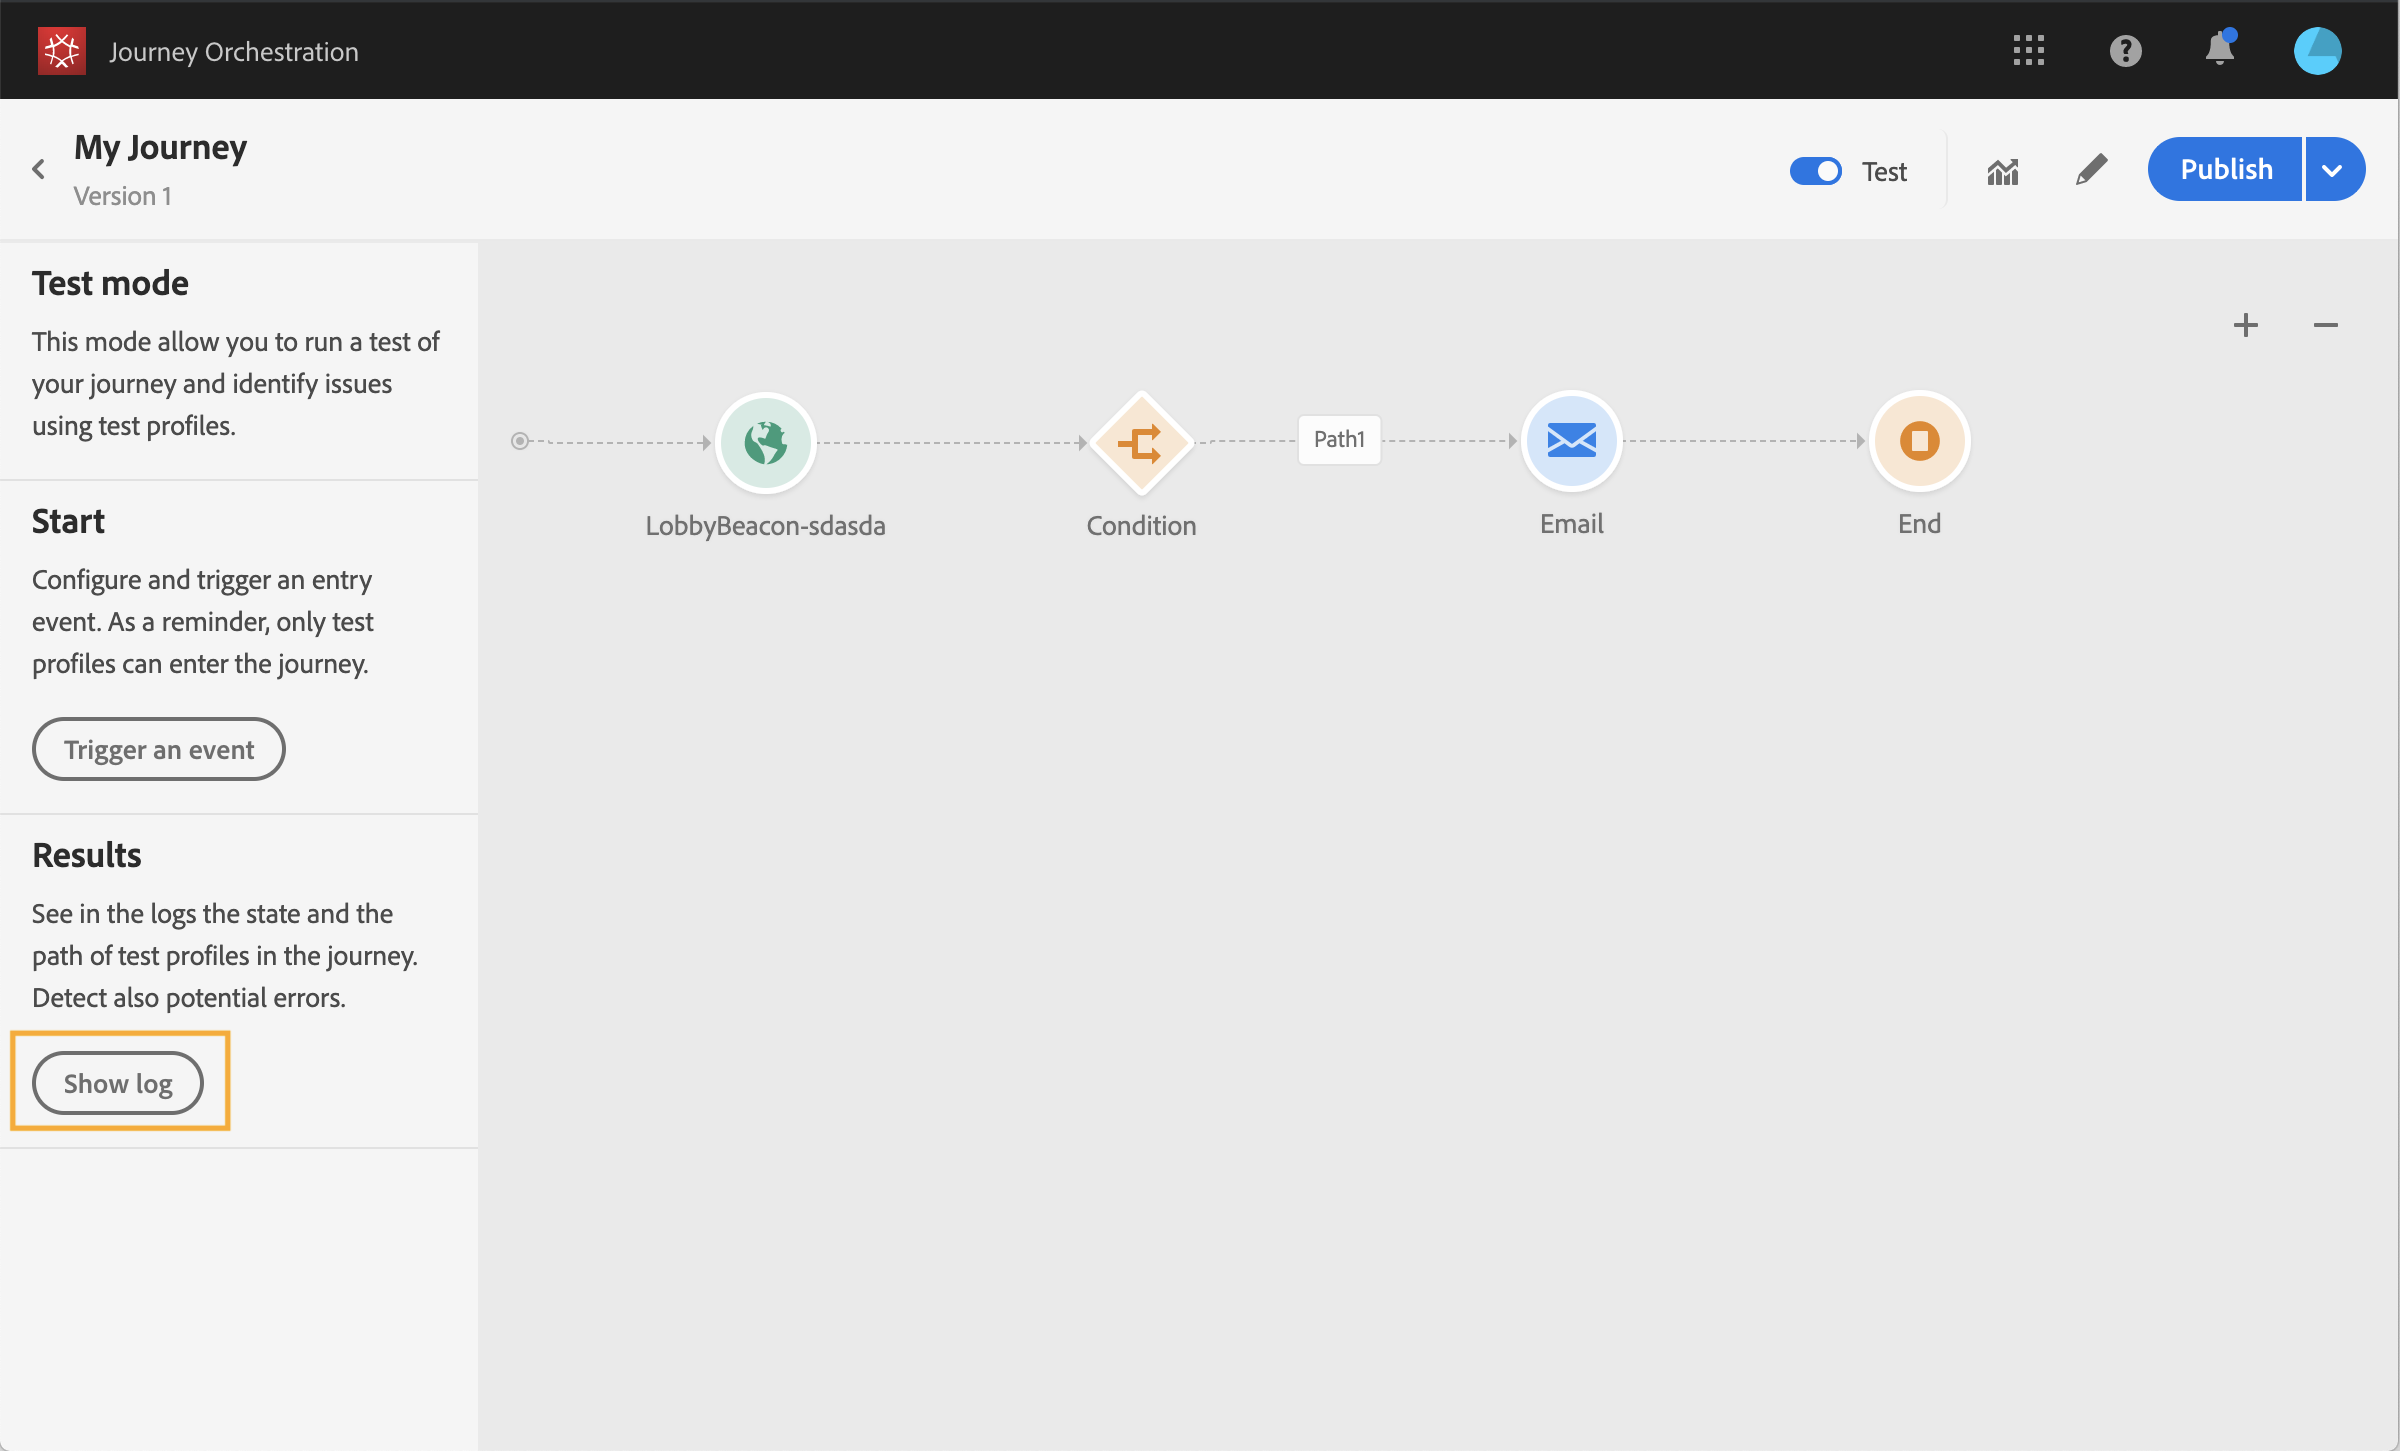 Journey Orchestration
My Journey
Version 1
Test
Publish
Test mode
This mode allow you to run a test of
your journey and identify issues
using test profiles.
Start
Configure and trigger an entry
event. As a reminder, only test
profiles can enter the journey.
Trigger an event
Results
See in the logs the state and the
path of test profiles in the journey.
Detect also potential errors.
Show log
LobbyBeacon-sdasda
Condition
Path1
Email
End